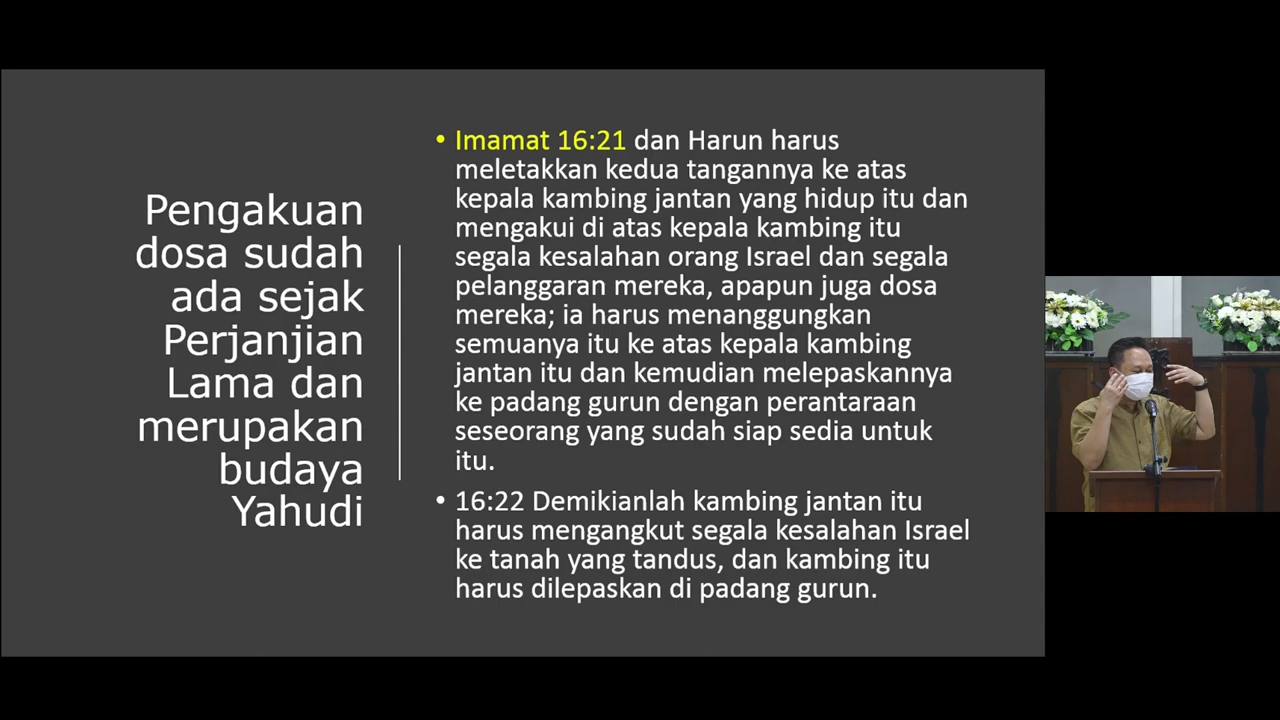 Pengakuan
dosa sudah
ada sejak
Perjanjian
Lama dan
merupakan
budaya
Yahudi
• Imamat 16:21 dan Harun harus
meletakkan kedua tangannya ke atas
kepala kambing jantan yang hidup itu dan
mengakui di atas kepala kambing itu
segala kesalahan orang Israel dan segala
pelanggaran mereka, apapun juga dosa
mereka; ia harus menanggungkan
semuanya itu ke atas kepala kambing
jantan itu dan kemudian melepaskannya
ke padang gurun dengan perantaraan
seseorang yang sudah siap sedia untuk
itu.
• 16:22 Demikianlah kambing jantan itu
harus mengangkut segala kesalahan Israel
ke tanah yang tandus, dan kambing itu
harus dilepaskan di padang gurun.